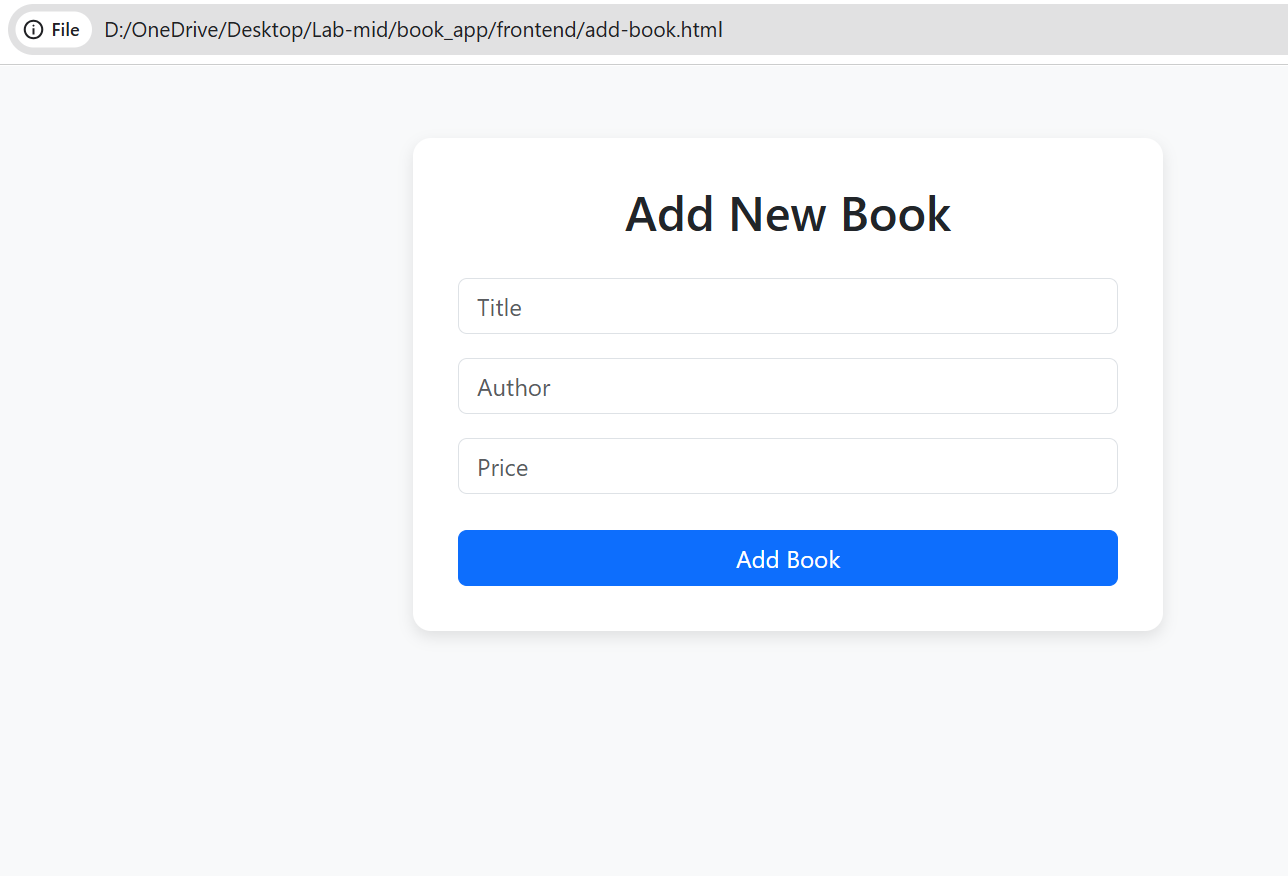 File D:/OneDrive/Desktop/Lab-mid/book_app/frontend/add-book.html
Add New Book
Title
Author
Price
Add Book